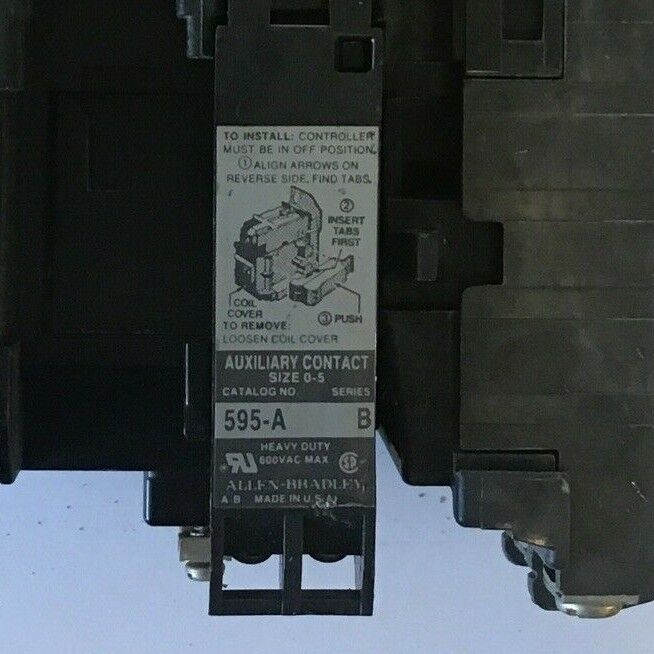 TO INSTALL: CONTROLLER
MUST BE IN OFF POSITION.
① ALIGN ARROWS ON
REVERSE SIDE, FIND TABS.
②
INSERT
TABS
FIRST
COIL
COVER
③ PUSH
TO REMOVE:
LOOSEN COIL COVER
AUXILIARY CONTACT
SIZE 0-5
CATALOG NO SERIES
595-A B
HEAVY DUTY
600VAC MAX
ALLEN-BRADLEY
A B MADE IN U.S.A.